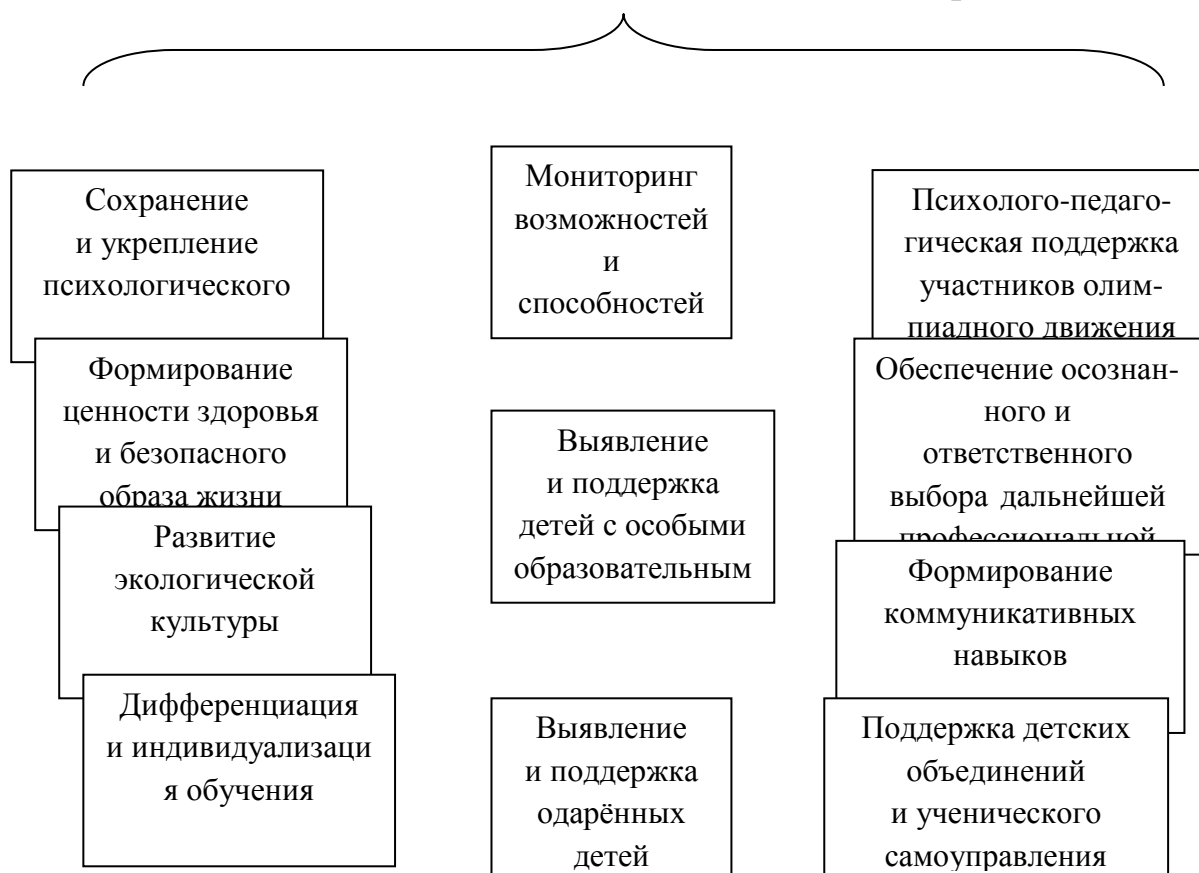 Сохранение
и укрепление
психологического
Формирование
ценности здоровья
и безопасного
образа жизни
Развитие
экологической
культуры
Дифференциация
и индивидуализаци
я обучения
Мониторинг
возможностей
и
способностей
Выявление
и поддержка
детей с особыми
образовательным
Выявление
и поддержка
одарённых
детей
Психолого-педаго-
гическая поддержка
участников олим-
пиадного движения
Обеспечение осознан-
ного и
ответственного
выбора дальнейшей
профессиональной
Формирование
коммуникативных
навыков
Поддержка детских
объединений
и ученического
самоуправления